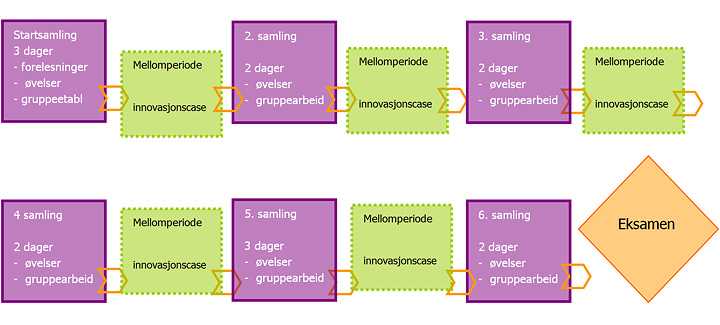 Startsamling
3 dager
- forelesninger
- øvelser
- gruppeetabl
Mellomperiode
innovasjonscase
2. samling
2 dager
- øvelser
- gruppearbeid
Mellomperiode
innovasjonscase
3. samling
2 dager
- øvelser
- gruppearbeid
Mellomperiode
innovasjonscase
4 samling
2 dager
- øvelser
- gruppearbeid
Mellomperiode
innovasjonscase
5. samling
3 dager
- øvelser
- gruppearbeid
Mellomperiode
innovasjonscase
6. samling
2 dager
- øvelser
- gruppearbeid
Eksamen